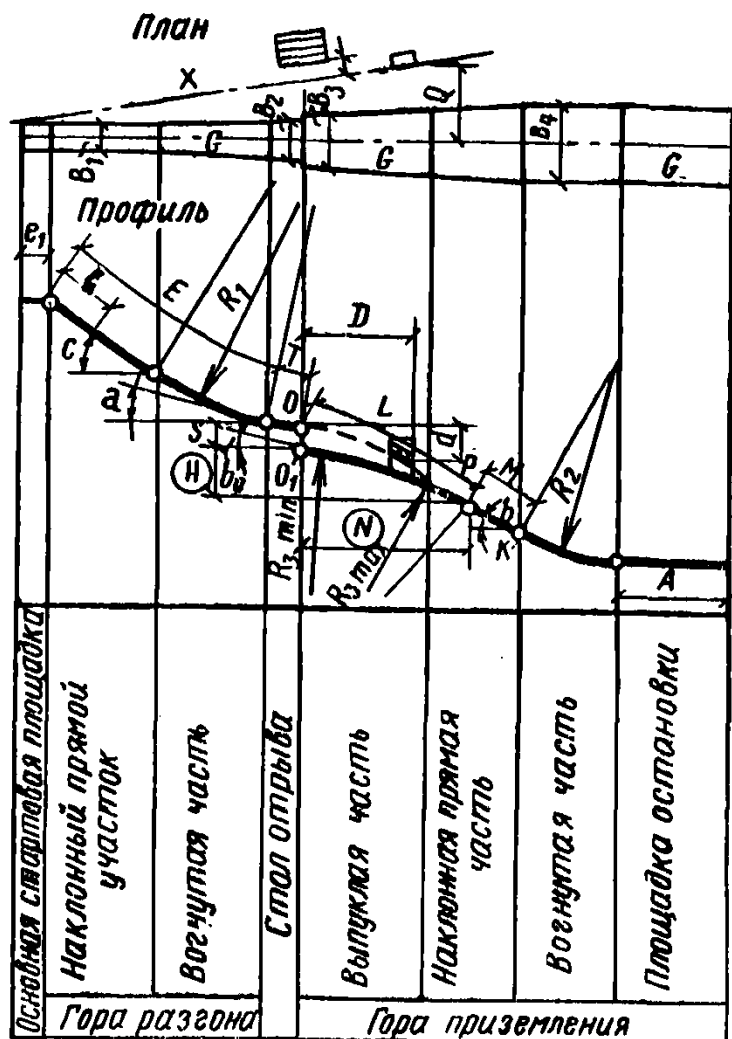 План
X
B₂
B₃
Q
B₄
B₁
G
G
G
Профиль
e₁
E
R₁
D
T
C
a
O
L
S
d
H
b₀
O₁
P
M
R₂
b
N
K
R₃ min
R₃ max
A
Основная стартовая площадка
Наклонный прямой участок
Вогнутая часть
Стол отрыва
Выпуклая часть
Наклонная прямая часть
Вогнутая часть
Площадка остановки
Гора разгона
Гора приземления